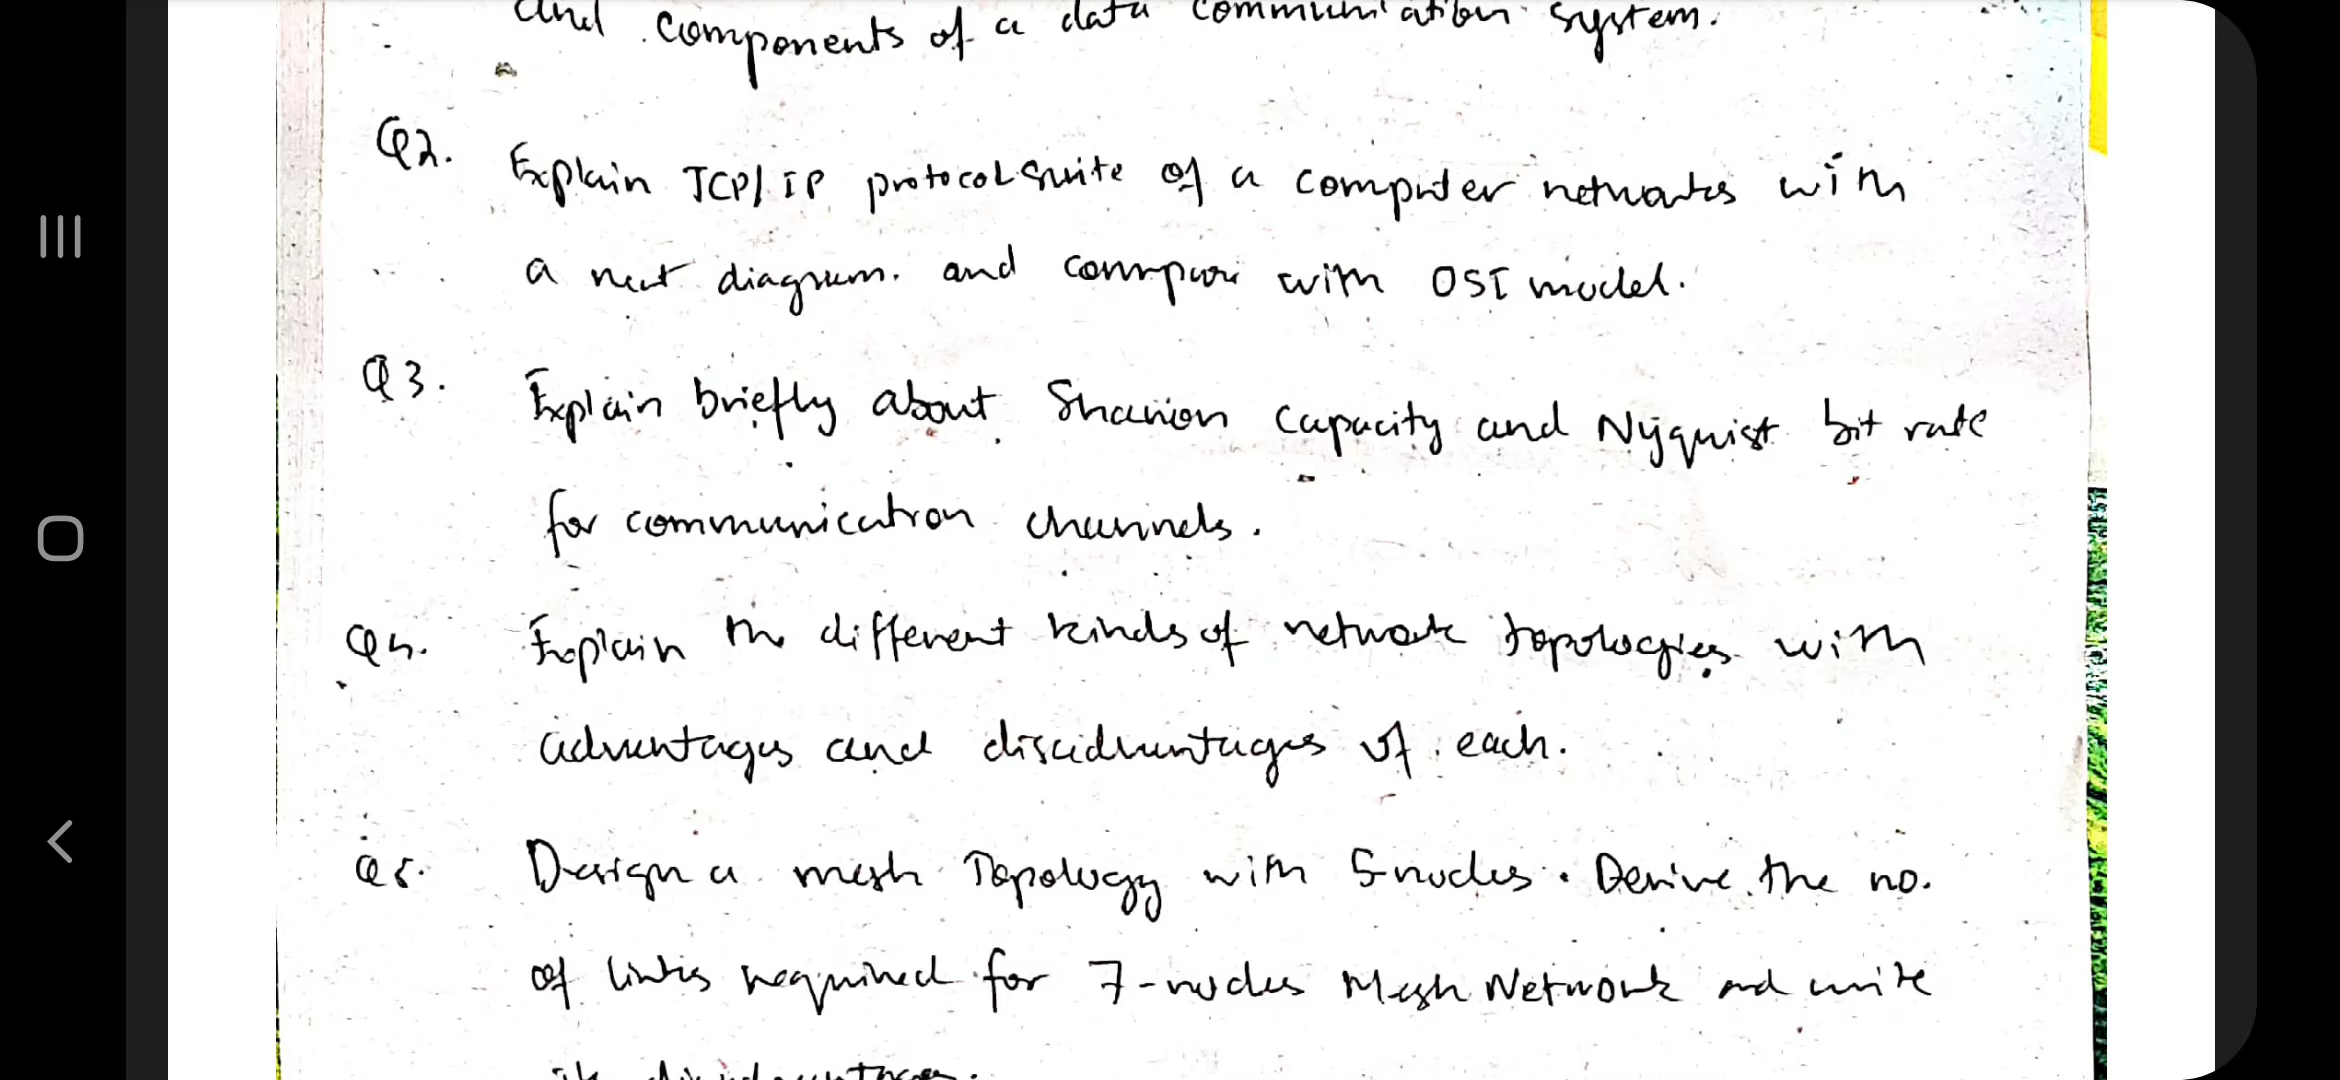 and components of a data communication system.
Q2. Explain TCP/IP protocol suite of a computer networks with
a neat diagram. and compare with OSI model.
Q3. Explain briefly about Shannon capacity and Nyquist bit rate
for communication channels.
Q4. Explain the different kinds of network topologies with
advantages and disadvantages of each.
Q5. Design a mesh Topology with 5-nodes. Derive the no.
of links required for 7-nodes Mesh Network and write
its disadvantages.